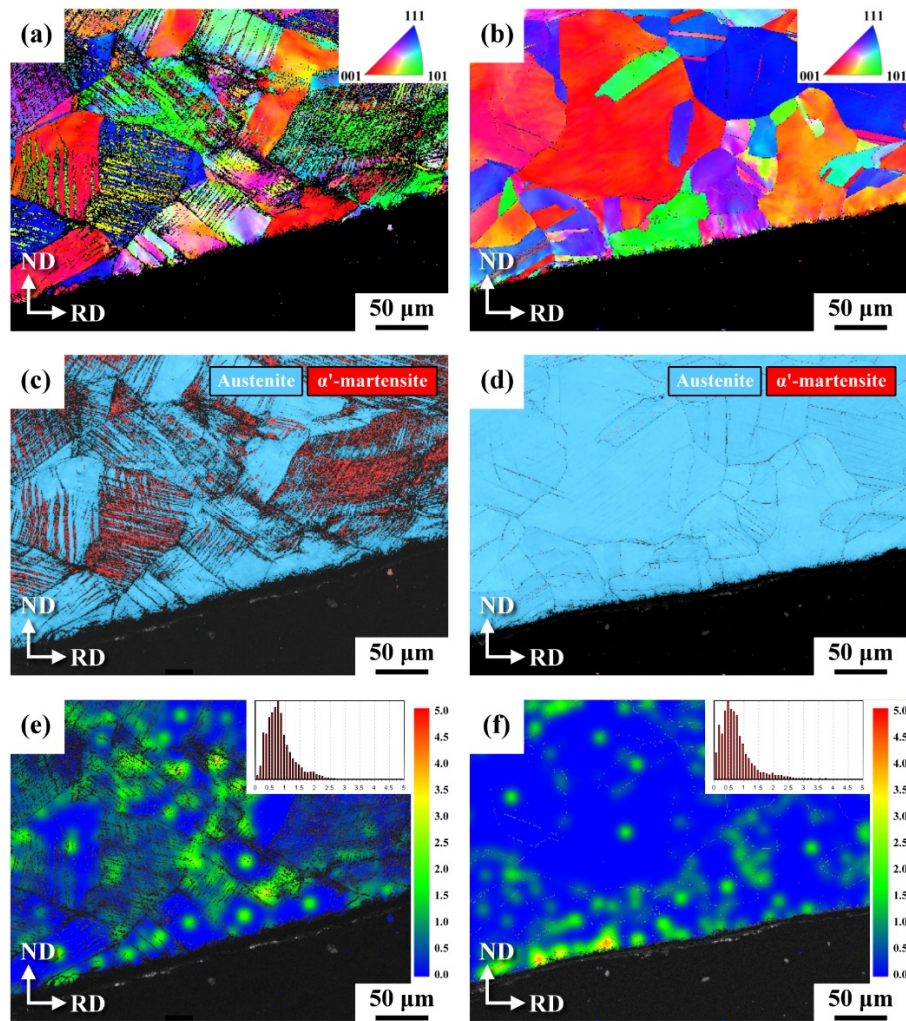 (a)
111
001
101
ND
RD
50 μm
(b)
111
001
101
ND
RD
50 μm
(c)
Austenite
α'-martensite
ND
RD
50 μm
(d)
Austenite
α'-martensite
ND
RD
50 μm
(e)
0 0.5 1 1.5 2 2.5 3 3.5 4 4.5 5
5.0
4.5
4.0
3.5
3.0
2.5
2.0
1.5
1.0
0.5
0.0
ND
RD
50 μm
(f)
0 0.5 1 1.5 2 2.5 3 3.5 4 4.5 5
5.0
4.5
4.0
3.5
3.0
2.5
2.0
1.5
1.0
0.5
0.0
ND
RD
50 μm